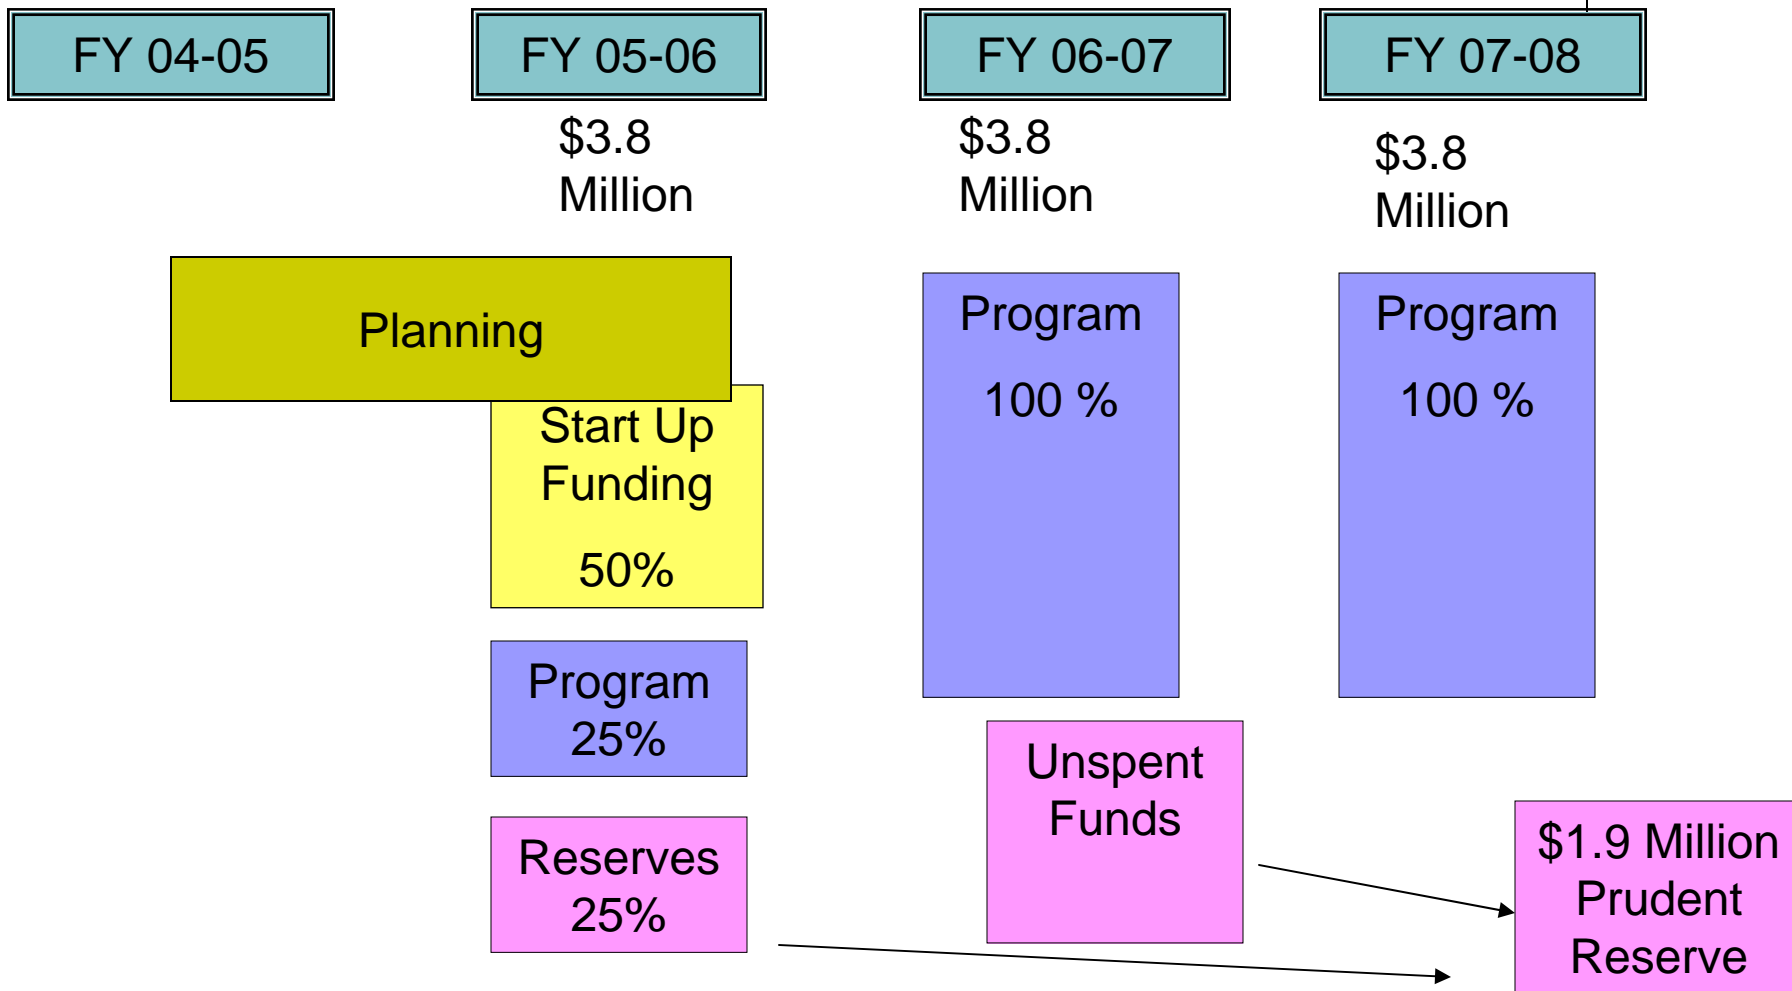 FY 04-05
FY 05-06
FY 06-07
FY 07-08
$3.8
Million
$3.8
Million
$3.8
Million
Planning
Start Up
Funding
50%
Program
25%
Reserves
25%
Program
100 %
Unspent
Funds
Program
100 %
$1.9 Million
Prudent
Reserve